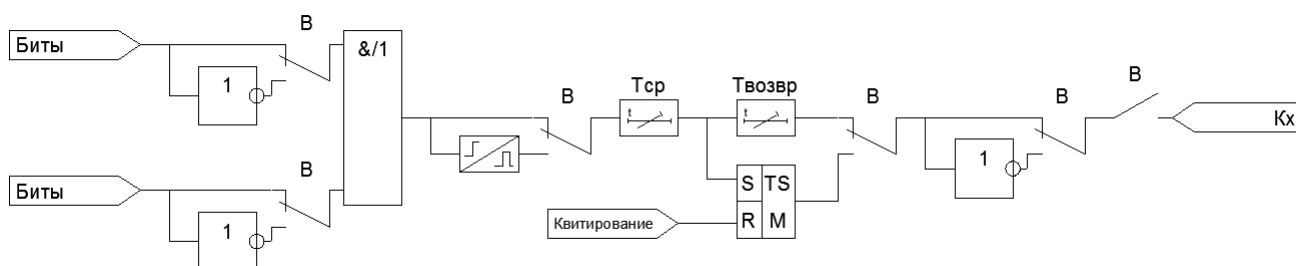 В
Биты
1
&/1
Тср
Твозвр
В
В
В
В
t
t
Кх
1
В
Биты
1
S
TS
R
M
Квитирование